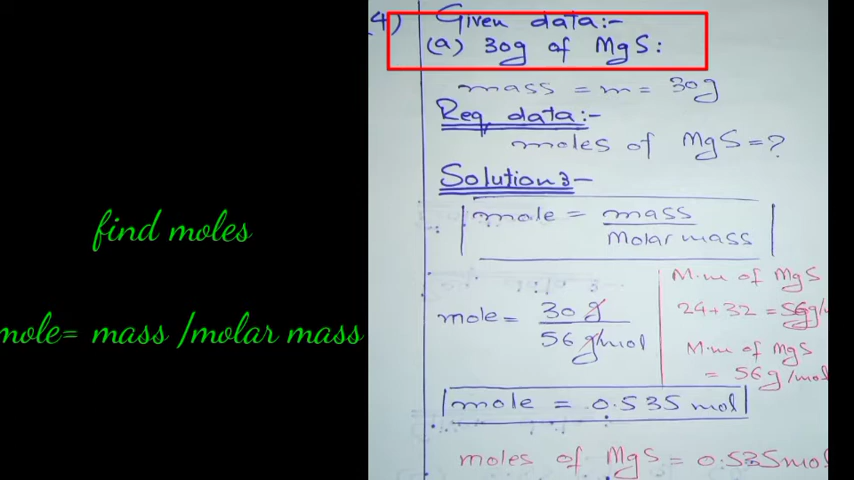 find moles
mole= mass /molar mass
4) Given data:-
(a) 30g of MgS:
mass = m = 30g
Req data:-
moles of MgS = ?
Solution:-
mole = mass
Molar mass
M.m of MgS
24+32 = 56g/
mole = 30 g
56 g/mol
M.m of MgS
= 56g/mol
mole = 0.535 mol
moles of MgS = 0.535mol